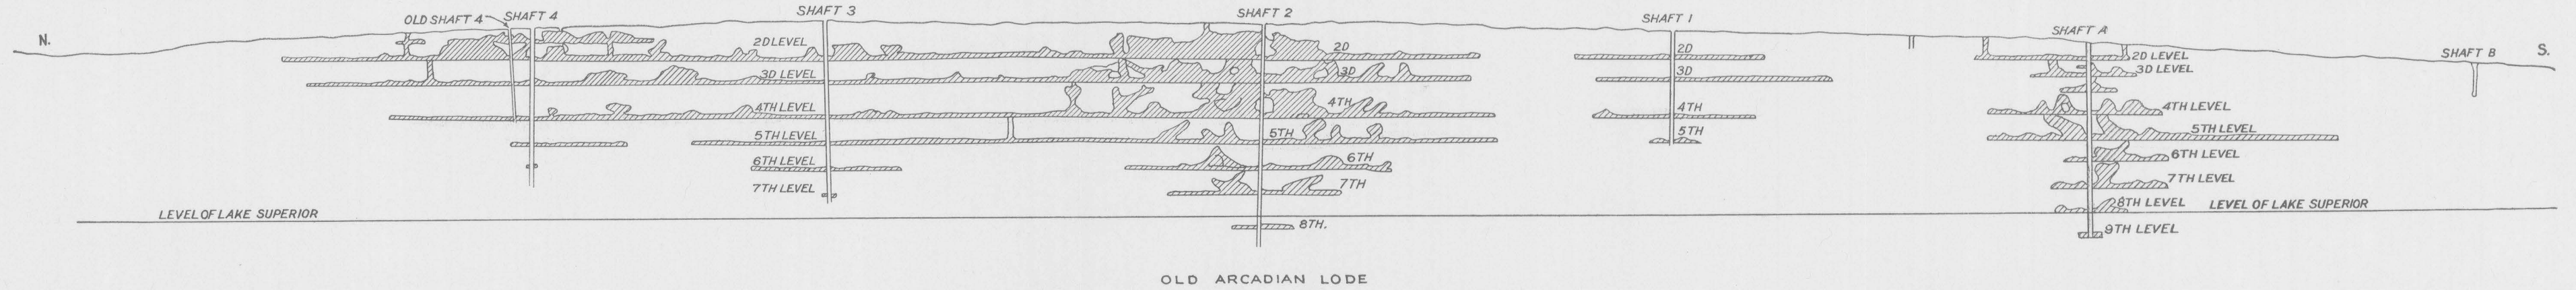 OLD SHAFT 4
SHAFT 4
SHAFT 3
SHAFT 2
SHAFT 1
SHAFT A
SHAFT B
N.
S.
2D LEVEL
3D LEVEL
4TH LEVEL
5TH LEVEL
6TH LEVEL
7TH LEVEL
2D
3D
4TH
5TH
6TH
7TH
8TH.
2D
3D
4TH
5TH
2D LEVEL
3D LEVEL
4TH LEVEL
5TH LEVEL
6TH LEVEL
7TH LEVEL
8TH LEVEL
9TH LEVEL
LEVEL OF LAKE SUPERIOR
LEVEL OF LAKE SUPERIOR
OLD ARCADIAN LODE